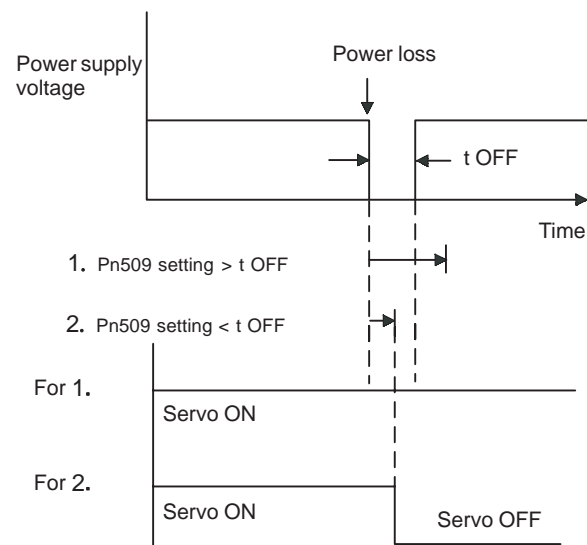 Power supply
voltage
Power loss
t OFF
Time
1. Pn509 setting > t OFF
2. Pn509 setting < t OFF
For 1.
Servo ON
For 2.
Servo ON
Servo OFF